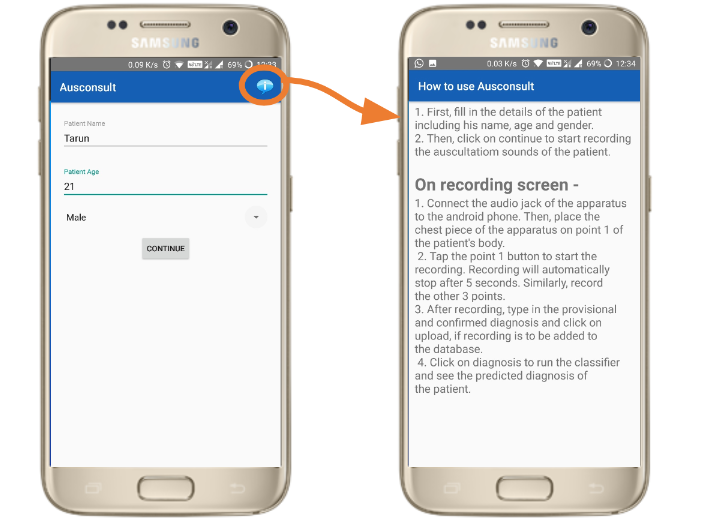 SAMSUNG
0.09 K/s 69% 12:33
Ausconsult
Patient Name
Tarun
Patient Age
21
Male
CONTINUE
SAMSUNG
0.03 K/s VoLTE 69% 12:34
How to use Ausconsult
1. First, fill in the details of the patient
including his name, age and gender.
2. Then, click on continue to start recording
the auscultatiom sounds of the patient.
On recording screen -
1. Connect the audio jack of the apparatus
to the android phone. Then, place the
chest piece of the apparatus on point 1 of
the patient's body.
2. Tap the point 1 button to start the
recording. Recording will automatically
stop after 5 seconds. Similarly, record
the other 3 points.
3. After recording, type in the provisional
and confirmed diagnosis and click on
upload, if recording is to be added to
the database.
4. Click on diagnosis to run the classifier
and see the predicted diagnosis of
the patient.